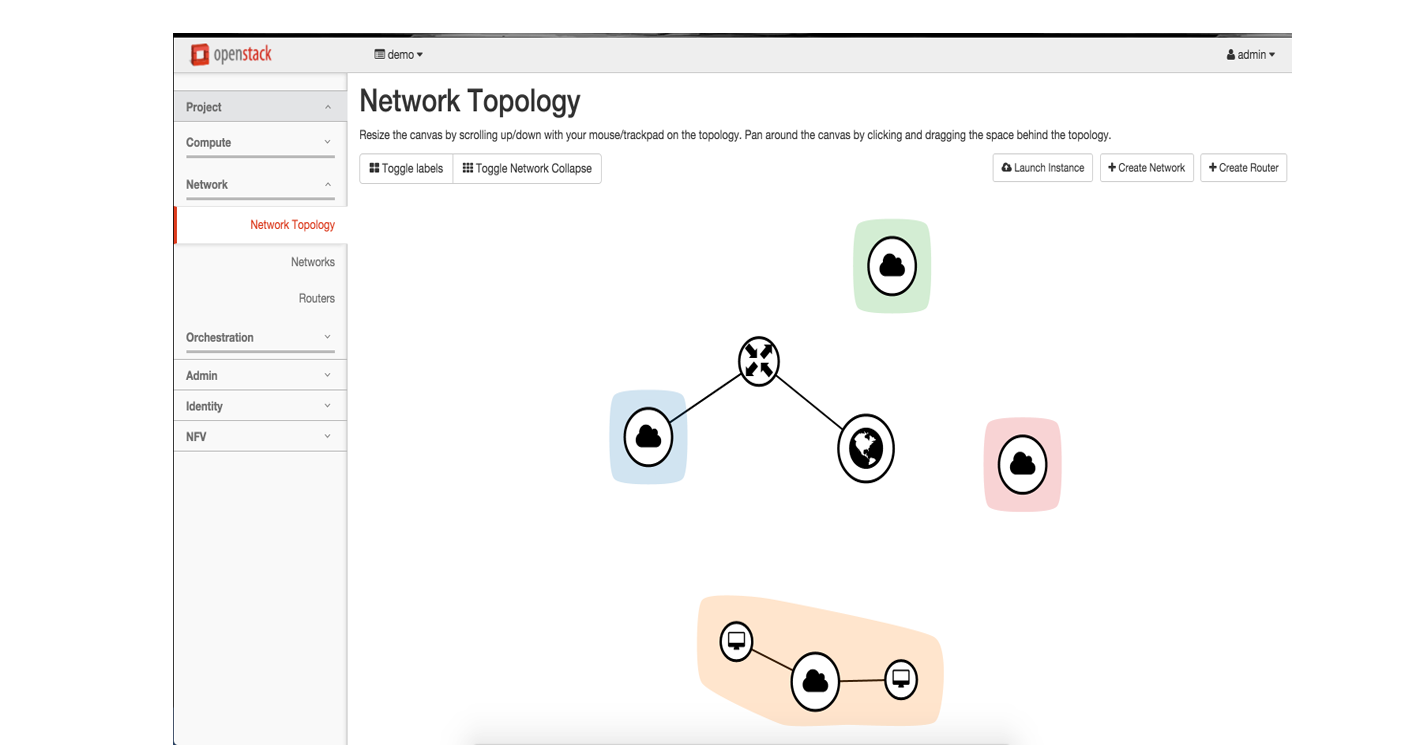 openstack
demo
admin
Project
Compute
Network
Network Topology
Networks
Routers
Orchestration
Admin
Identity
NFV
Network Topology
Resize the canvas by scrolling up/down with your mouse/trackpad on the topology. Pan around the canvas by clicking and dragging the space behind the topology.
Toggle labels
Toggle Network Collapse
Launch Instance
Create Network
Create Router